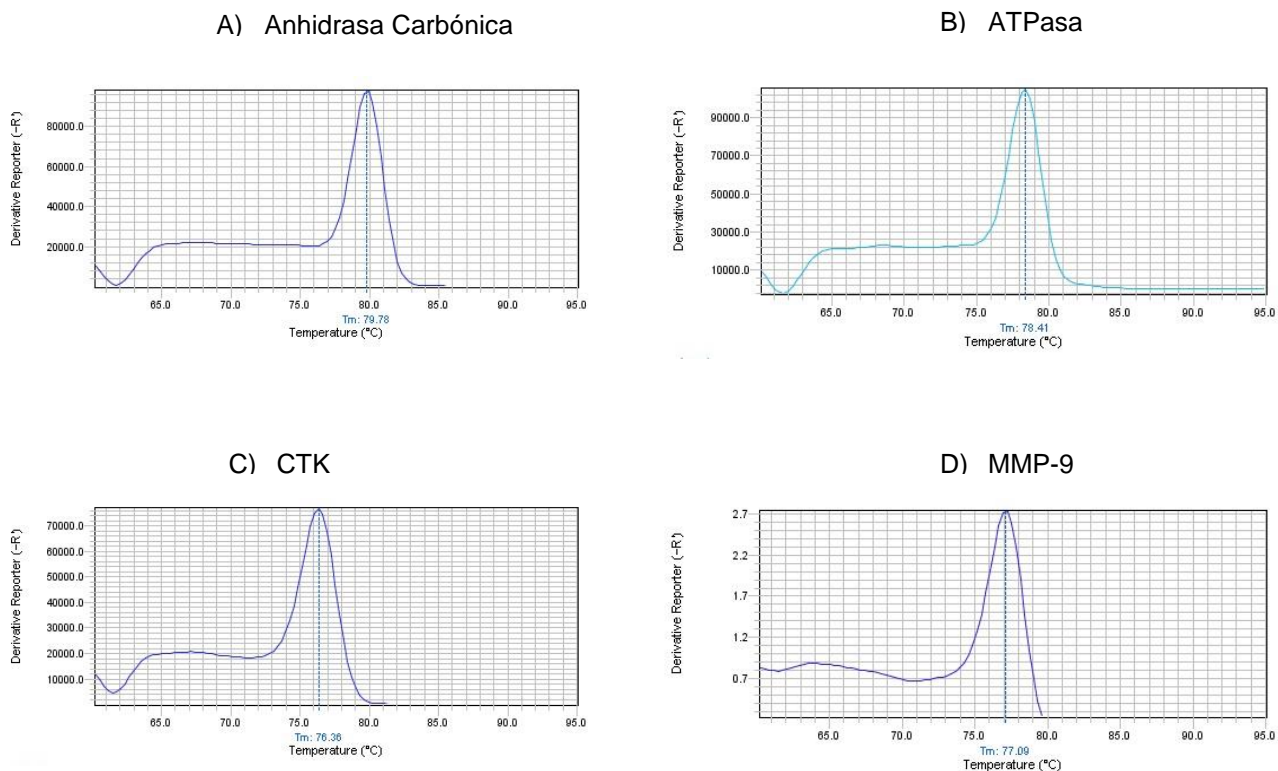 A) Anhidrasa Carbónica
Derivative Reporter (-R')
80000.0
60000.0
40000.0
20000.0
65.0 70.0 75.0 80.0 85.0 90.0 95.0
Tm: 79.78
Temperature (°C)
B) ATPasa
Derivative Reporter (-R')
90000.0
70000.0
50000.0
30000.0
10000.0
65.0 70.0 75.0 80.0 85.0 90.0 95.0
Tm: 78.41
Temperature (°C)
C) CTK
Derivative Reporter (-R')
70000.0
60000.0
50000.0
40000.0
30000.0
20000.0
10000.0
65.0 70.0 75.0 80.0 85.0 90.0 95.0
Tm: 76.36
Temperature (°C)
D) MMP-9
Derivative Reporter (-R')
2.7
2.2
1.7
1.2
0.7
65.0 70.0 75.0 80.0 85.0 90.0 95.0
Tm: 77.09
Temperature (°C)